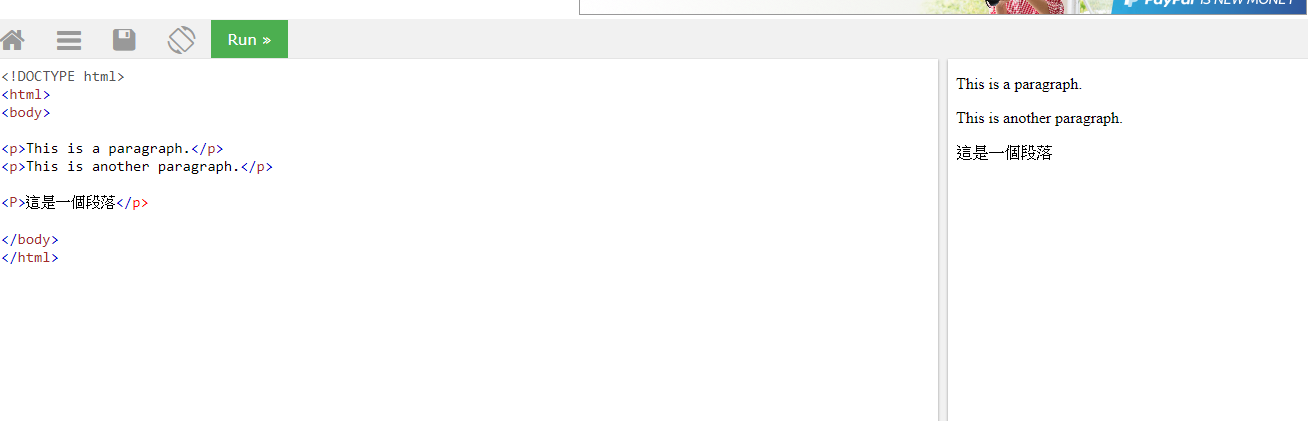 PayPal IS NEW MONEY
Run »
<!DOCTYPE html>
<html>
<body>
<p>This is a paragraph.</p>
<p>This is another paragraph.</p>
<P>這是一個段落</p>
</body>
</html>
This is a paragraph.
This is another paragraph.
這是一個段落